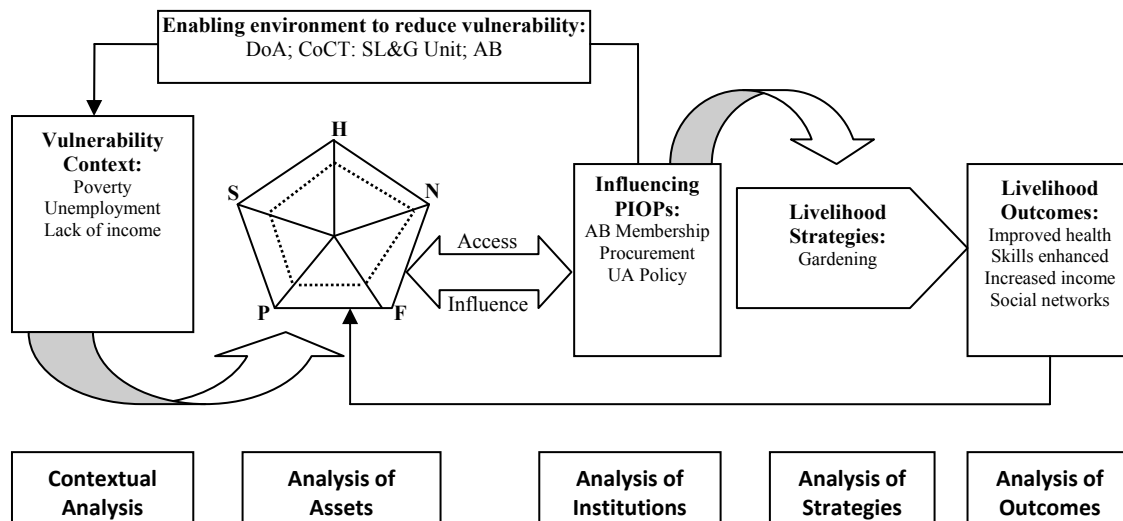 Enabling environment to reduce vulnerability:
DoA; CoCT: SL&G Unit; AB
Vulnerability
Context:
Poverty
Unemployment
Lack of income
H
S
N
P
F
Access
Influence
Influencing
PIOPs:
AB Membership
Procurement
UA Policy
Livelihood
Strategies:
Gardening
Livelihood
Outcomes:
Improved health
Skills enhanced
Increased income
Social networks
Contextual
Analysis
Analysis of
Assets
Analysis of
Institutions
Analysis of
Strategies
Analysis of
Outcomes